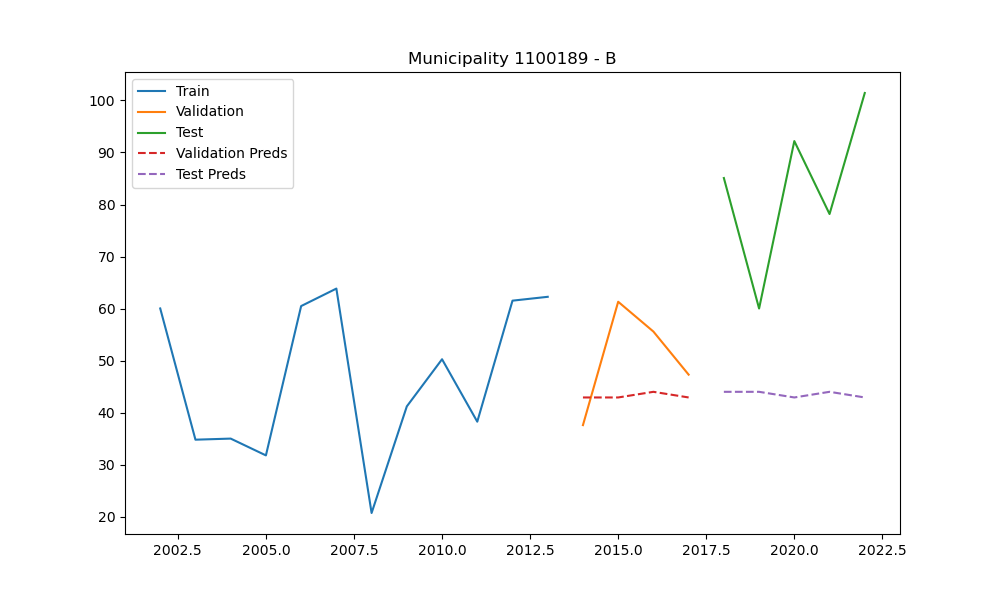 Municipality 1100189 - B
Train
Validation
Test
Validation Preds
Test Preds
100
90
80
70
60
50
40
30
20
2002.5 2005.0 2007.5 2010.0 2012.5 2015.0 2017.5 2020.0 2022.5